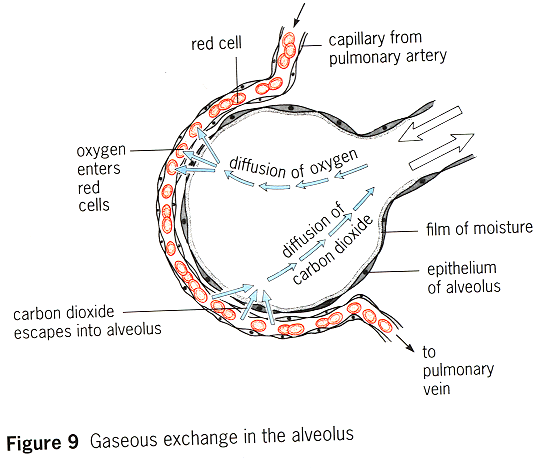 red cell
capillary from
pulmonary artery
oxygen
enters
red
cells
diffusion of oxygen
diffusion of
carbon dioxide
film of moisture
epithelium
of alveolus
carbon dioxide
escapes into alveolus
to
pulmonary
vein
Figure 9 Gaseous exchange in the alveolus